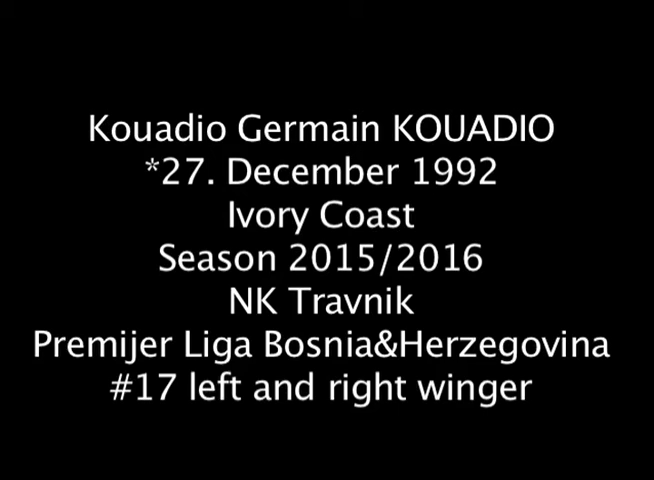 Kouadio Germain KOUADIO
*27. December 1992
Ivory Coast
Season 2015/2016
NK Travnik
Premijer Liga Bosnia&Herzegovina
#17 left and right winger